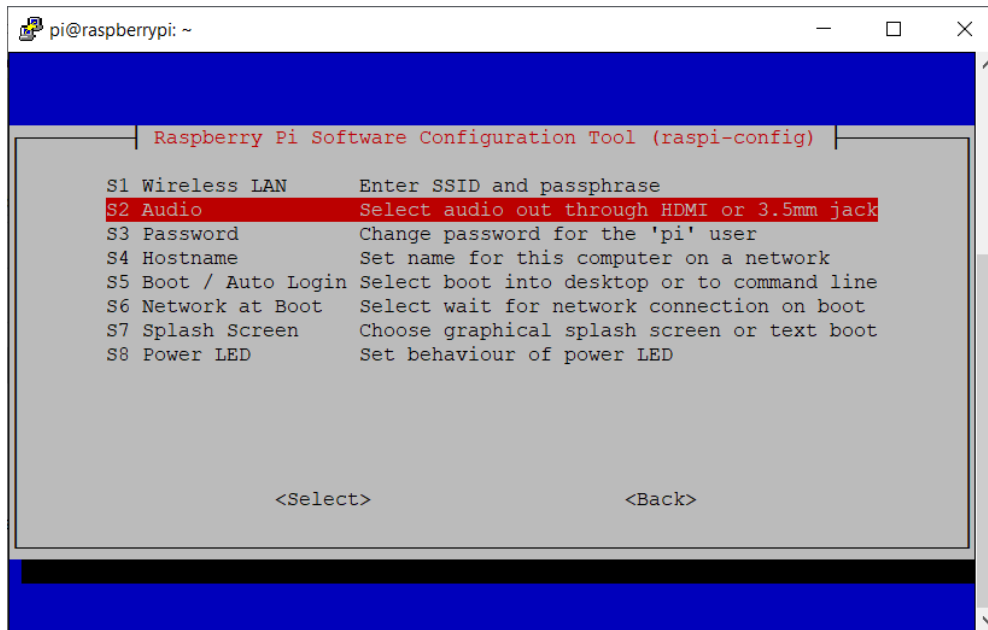 pi@raspberrypi: ~
Raspberry Pi Software Configuration Tool (raspi-config)
S1 Wireless LAN Enter SSID and passphrase
S2 Audio Select audio out through HDMI or 3.5mm jack
S3 Password Change password for the 'pi' user
S4 Hostname Set name for this computer on a network
S5 Boot / Auto Login Select boot into desktop or to command line
S6 Network at Boot Select wait for network connection on boot
S7 Splash Screen Choose graphical splash screen or text boot
S8 Power LED Set behaviour of power LED
<Select> <Back>